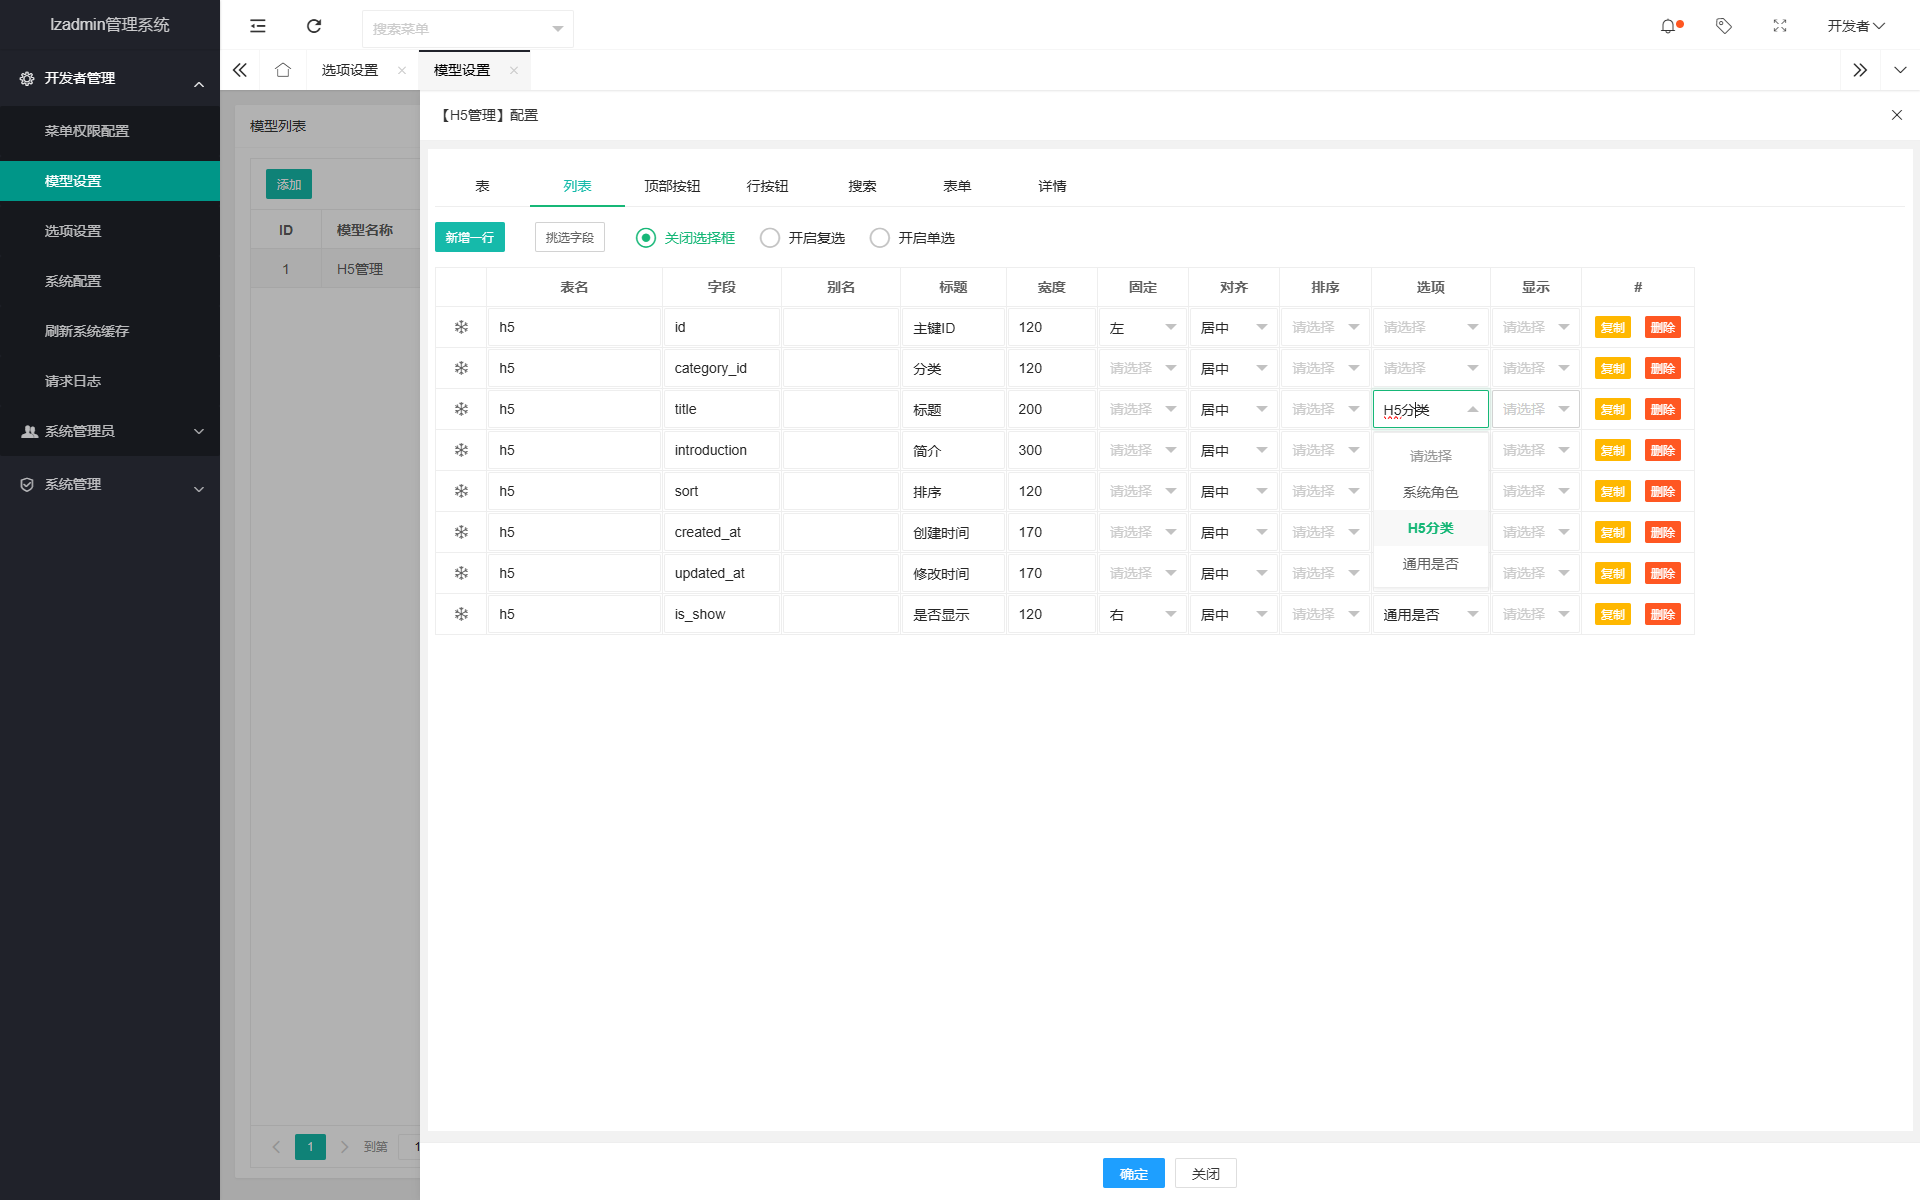 lzadmin管理系统
搜索菜单
开发者
开发者管理
菜单权限配置
模型设置
选项设置
系统配置
刷新系统缓存
请求日志
系统管理员
系统管理
选项设置
模型设置
模型列表
添加
ID 模型名称
1 H5管理
1 到第 1
【H5管理】配置
表 列表 顶部按钮 行按钮 搜索 表单 详情
新增一行 挑选字段 关闭选择框 开启复选 开启单选
表名 字段 别名 标题 宽度 固定 对齐 排序 选项 显示 #
h5 id 主键ID 120 左 居中 请选择 请选择 请选择 复制 删除
h5 category_id 分类 120 请选择 居中 请选择 请选择 请选择 复制 删除
h5 title 标题 200 请选择 居中 请选择 H5分类 请选择 复制 删除
h5 introduction 简介 300 请选择 居中 请选择 请选择 复制 删除
h5 sort 排序 120 请选择 居中 请选择 请选择 复制 删除
h5 created_at 创建时间 170 请选择 居中 请选择 请选择 复制 删除
h5 updated_at 修改时间 170 请选择 居中 请选择 请选择 复制 删除
h5 is_show 是否显示 120 右 居中 请选择 通用是否 请选择 复制 删除
请选择
系统角色
H5分类
通用是否
确定 关闭